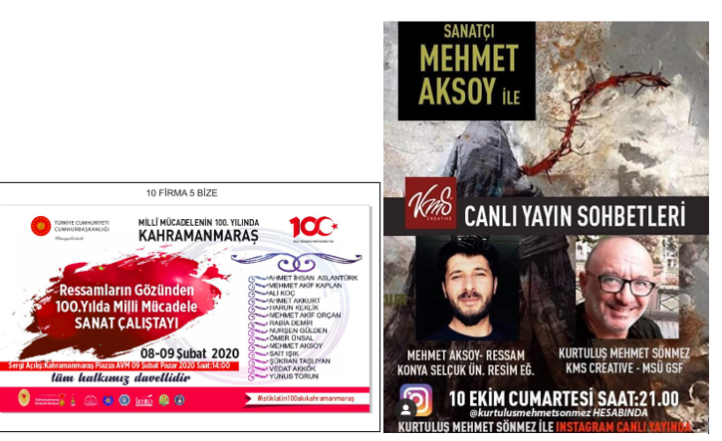 10 FİRMA 5 BİZE
TÜRKİYE CUMHURİYETİ
CUMHURBAŞKANLIĞI
MİLLÎ MÜCADELENİN 100. YILINDA
KAHRAMANMARAŞ
100
Ressamların Gözünden
100.Yılda Milli Mücadele
SANAT ÇALIŞTAYI
AHMET İHSAN ASLANTÜRK
MEHMET AKİF KAPLAN
ALİ KOÇ
AHMET AKKURT
HARUN KEKLİK
MEHMET AKİF ORÇAN
RABİA DEMİR
NURŞEN GÜLDEN
ÖMER ÜNSAL
MEHMET AKSOY
SAİT IŞIK
ŞÜKRAN TAŞLIYAN
VEDAT AKKÖK
YUNUS TORUN
08-09 Şubat 2020
Sergi Açılış:Kahramanmaraş Piazza AVM 09 Şubat Pazar 2020 Saat:14:00
tüm halkımız davetlidir
#istiklalin100akıkahramanmaraş
SANATÇI
MEHMET
AKSOY İLE
KMS
CREATIVE
CANLI YAYIN SOHBETLERİ
MEHMET AKSOY- RESSAM
KONYA SELÇUK ÜN. RESİM EĞ.
KURTULUŞ MEHMET SÖNMEZ
KMS CREATIVE - MSÜ GSF
10 EKİM CUMARTESİ SAAT:21.00
@kurtulusmehmetsonmez HESABINDA
KURTULUŞ MEHMET SÖNMEZ İLE INSTAGRAM CANLI YAYINDA